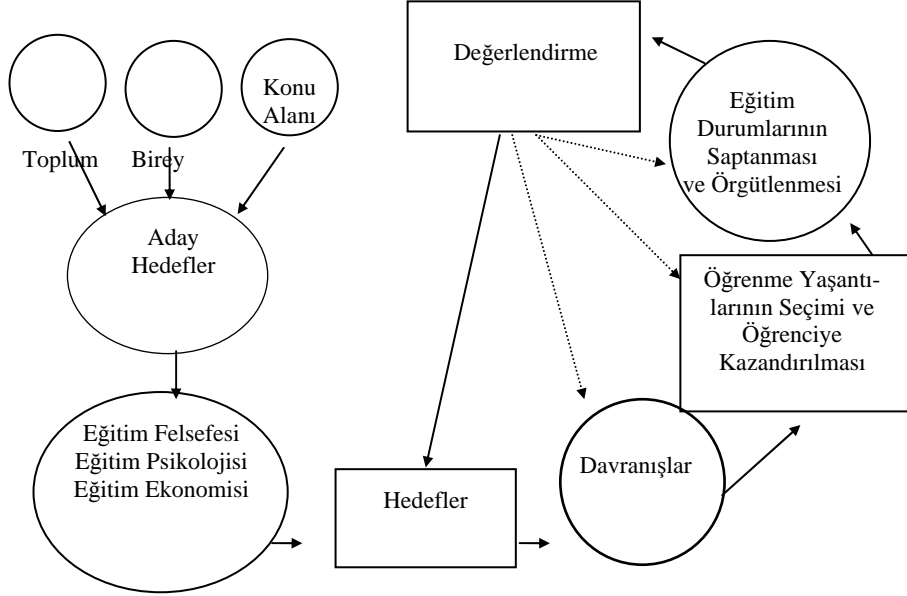 Konu
Alanı
Toplum
Birey
Aday
Hedefler
Eğitim Felsefesi
Eğitim Psikolojisi
Eğitim Ekonomisi
Hedefler
Davranışlar
Öğrenme Yaşantı-
larının Seçimi ve
Öğrenciye
Kazandırılması
Eğitim
Durumlarının
Saptanması
ve Örgütlenmesi
Değerlendirme